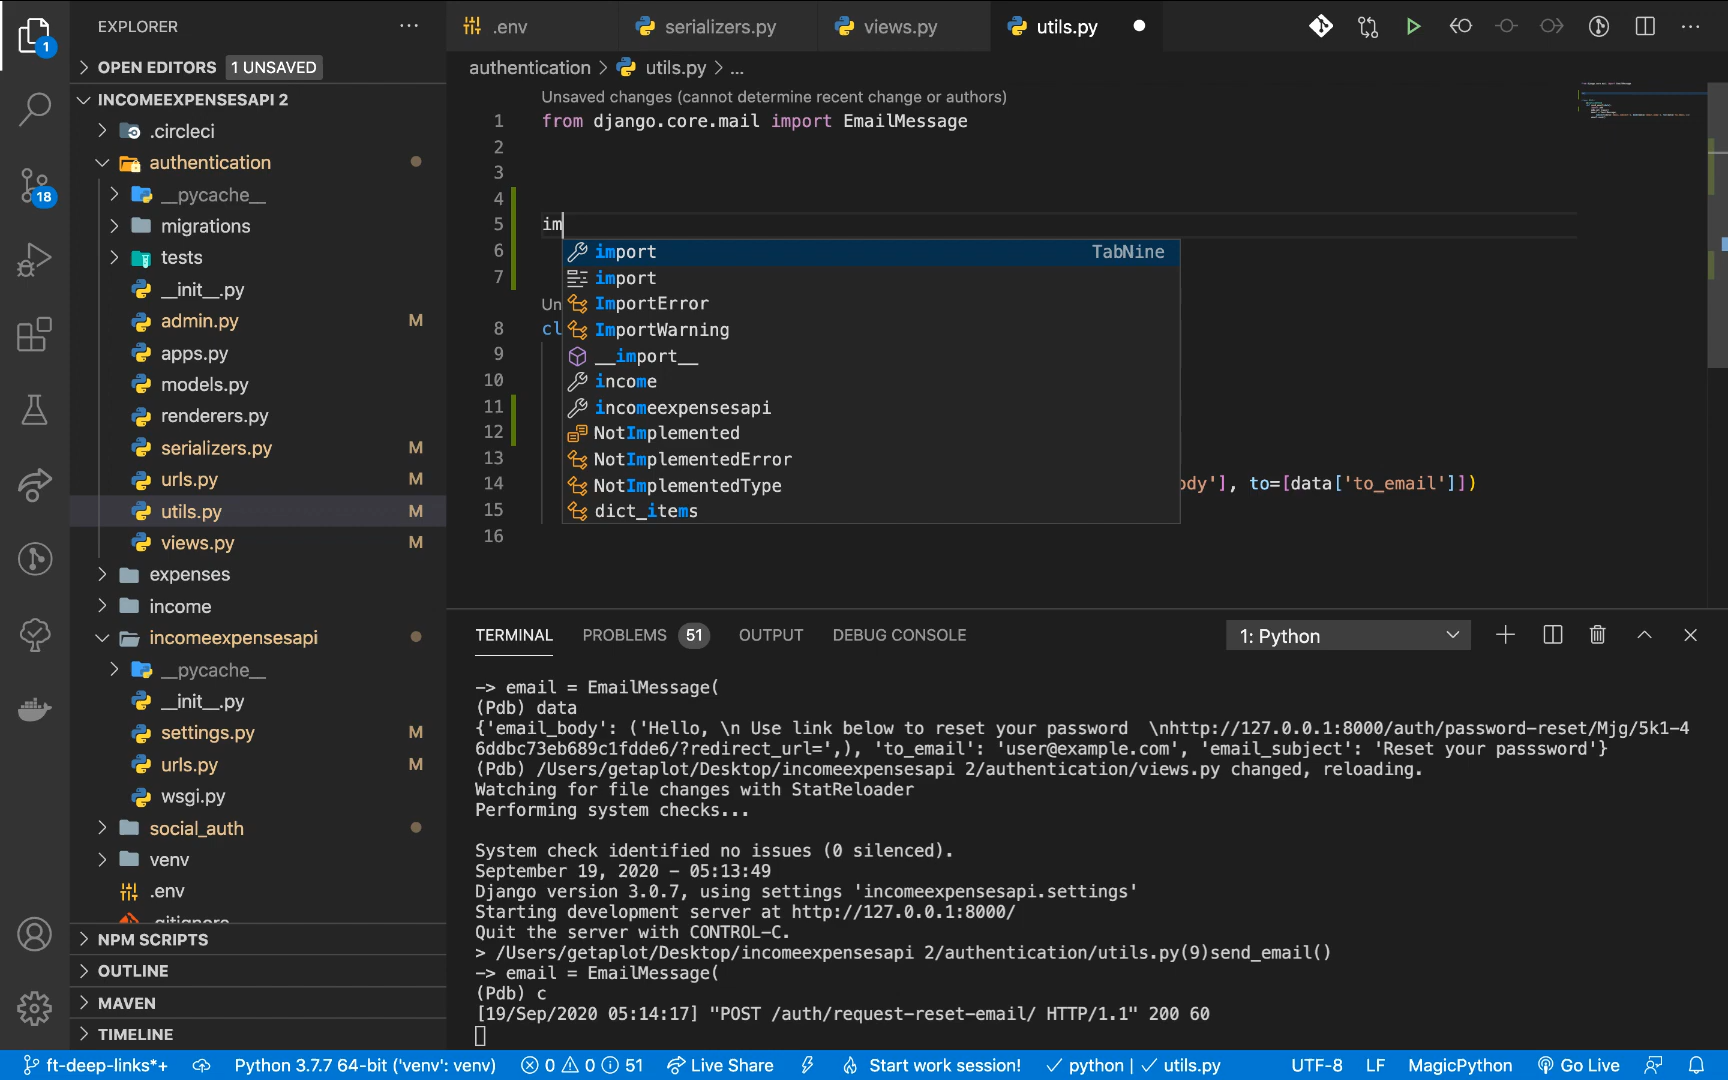 EXPLORER
OPEN EDITORS 1 UNSAVED
INCOMEEXPENSESAPI 2
.circleci
authentication
__pycache__
migrations
tests
__init__.py
admin.py M
apps.py
models.py
renderers.py
serializers.py M
urls.py M
utils.py M
views.py M
expenses
income
incomeexpensesapi
__pycache__
__init__.py
settings.py M
urls.py M
wsgi.py
social_auth
venv
.env
.gitignore
NPM SCRIPTS
OUTLINE
MAVEN
TIMELINE
1
18
.env serializers.py views.py utils.py
authentication > utils.py > ...
Unsaved changes (cannot determine recent change or authors)
1 from django.core.mail import EmailMessage
2
3
4
5 im
6
7
Un
8 cl
9
10
11
12
13
14 ody'], to=[data['to_email']])
15
16
import TabNine
import
ImportError
ImportWarning
__import__
income
incomeexpensesapi
NotImplemented
NotImplementedError
NotImplementedType
dict_items
TERMINAL PROBLEMS 51 OUTPUT DEBUG CONSOLE 1: Python
-> email = EmailMessage(
(Pdb) data
{'email_body': ('Hello, \n Use link below to reset your password  \nhttp://127.0.0.1:8000/auth/password-reset/Mjg/5k1-4
6ddbc73eb689c1fdde6/?redirect_url=',), 'to_email': 'user@example.com', 'email_subject': 'Reset your passsword'}
(Pdb) /Users/getaplot/Desktop/incomeexpensesapi 2/authentication/views.py changed, reloading.
Watching for file changes with StatReloader
Performing system checks...
System check identified no issues (0 silenced).
September 19, 2020 - 05:13:49
Django version 3.0.7, using settings 'incomeexpensesapi.settings'
Starting development server at http://127.0.0.1:8000/
Quit the server with CONTROL-C.
> /Users/getaplot/Desktop/incomeexpensesapi 2/authentication/utils.py(9)send_email()
-> email = EmailMessage(
(Pdb) c
[19/Sep/2020 05:14:17] "POST /auth/request-reset-email/ HTTP/1.1" 200 60
ft-deep-links*+ Python 3.7.7 64-bit ('venv': venv) 0 0 51 Live Share Start work session! python | utils.py UTF-8 LF MagicPython Go Live